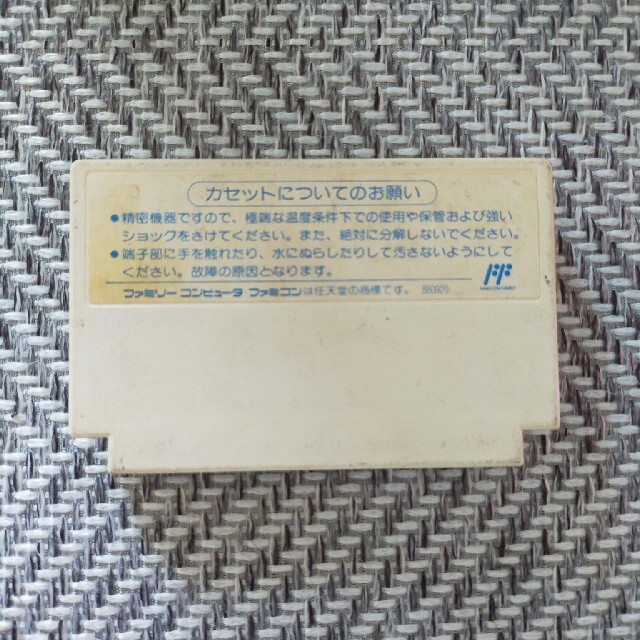 カセットについてのお願い
●精密機器ですので、極端な温度条件下での使用や保管および強い
ショックをさけてください。また、絶対に分解しないでください。
●端子部に手を触れたり、水にぬらしたりして汚さないようにして
ください。故障の原因となります。
ファミリー コンピュータ ファミコンは任天堂の商標です。